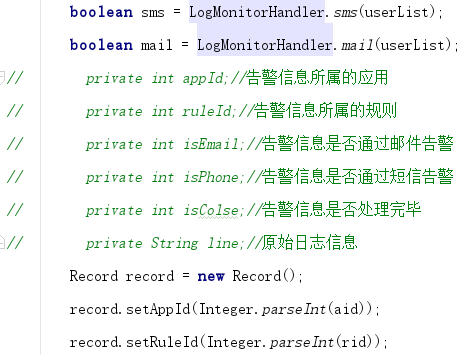 boolean sms = LogMonitorHandler.sms(userList);
boolean mail = LogMonitorHandler.mail(userList);
// private int appId;//告警信息所属的应用
// private int ruleId;//告警信息所属的规则
// private int isEmail;//告警信息是否通过邮件告警
// private int isPhone;//告警信息是否通过短信告警
// private int isColse;//告警信息是否处理完毕
// private String line;//原始日志信息
Record record = new Record();
record.setAppId(Integer.parseInt(aid));
record.setRuleId(Integer.parseInt(rid));